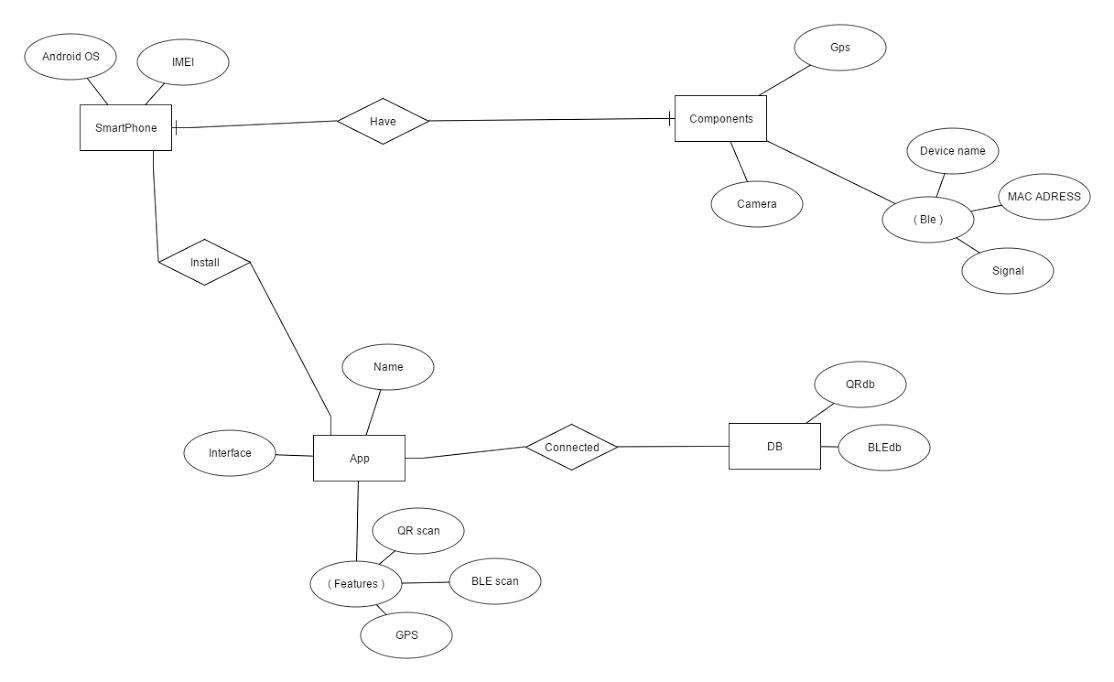 Gps
Android OS
IMEI
SmartPhone
Have
Components
Device name
MAC ADRESS
Camera
( Ble )
Signal
Install
Name
QRdb
Interface
App
Connected
DB
BLEdb
QR scan
( Features )
BLE scan
GPS